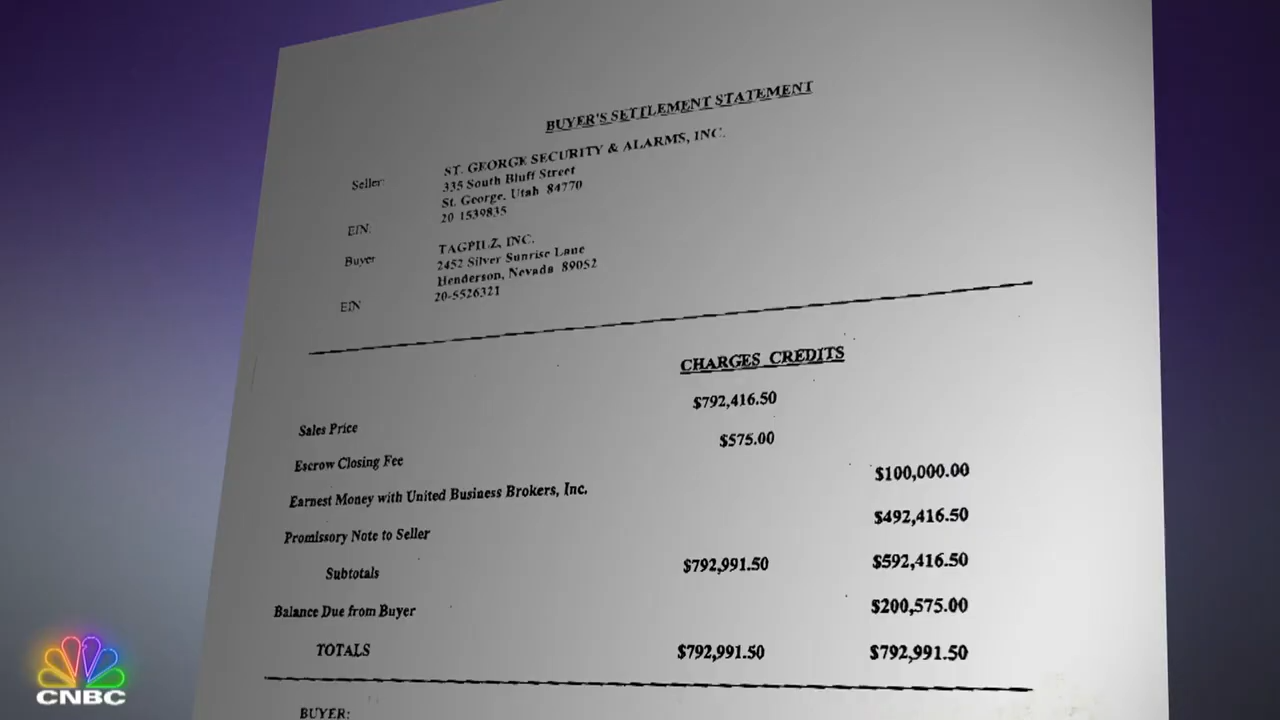 BUYER'S SETTLEMENT STATEMENT
Seller: ST. GEORGE SECURITY & ALARMS, INC.
335 South Bluff Street
St. George, Utah 84770
EIN: 20 1539835
Buyer TAGPILZ, INC.
2452 Silver Sunrise Lane
Henderson, Nevada 89052
EIN 20-5526321
CHARGES CREDITS
Sales Price $792,416.50
Escrow Closing Fee $575.00
Earnest Money with United Business Brokers, Inc. $100,000.00
Promissory Note to Seller $492,416.50
Subtotals $792,991.50 $592,416.50
Balance Due from Buyer $200,575.00
TOTALS $792,991.50 $792,991.50
BUYER:
CNBC